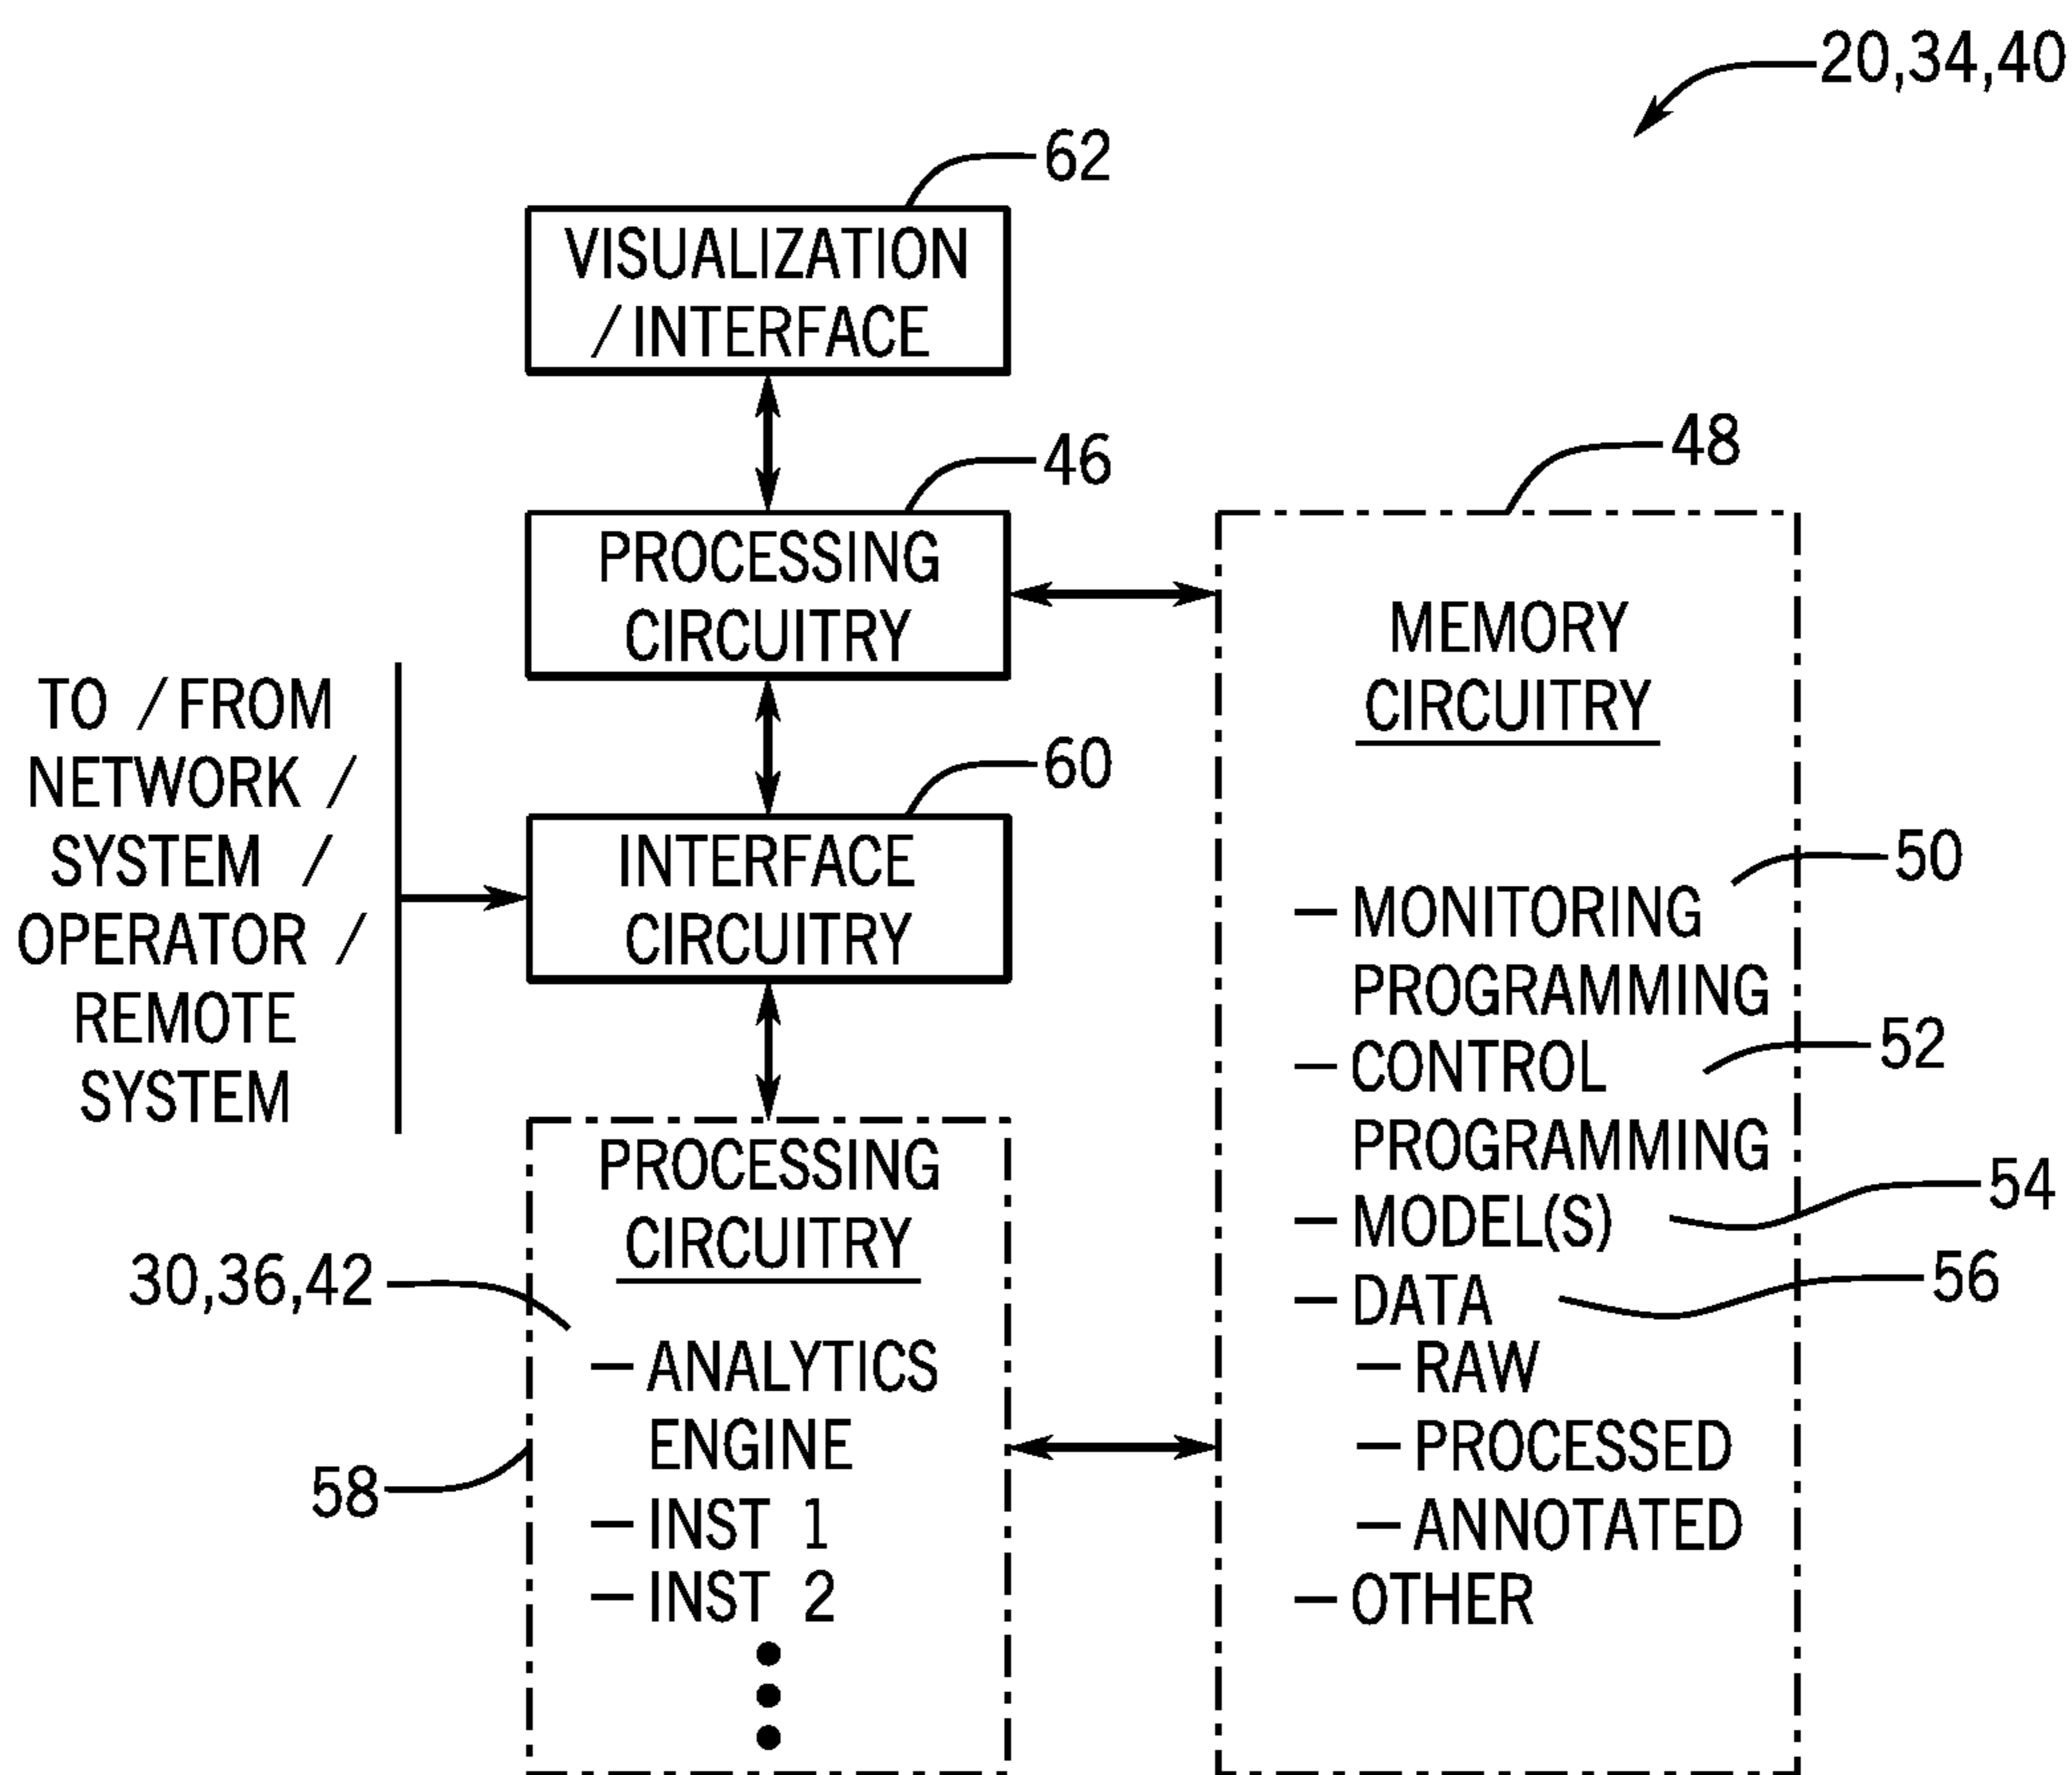 20,34,40
62
VISUALIZATION
/INTERFACE
46
PROCESSING
CIRCUITRY
60
INTERFACE
CIRCUITRY
TO /FROM
NETWORK /
SYSTEM /
OPERATOR /
REMOTE
SYSTEM
PROCESSING
CIRCUITRY
30,36,42
– ANALYTICS
ENGINE
58
– INST 1
– INST 2
48
MEMORY
CIRCUITRY
50
– MONITORING
PROGRAMMING
52
– CONTROL
PROGRAMMING
54
– MODEL(S)
56
– DATA
– RAW
– PROCESSED
– ANNOTATED
– OTHER